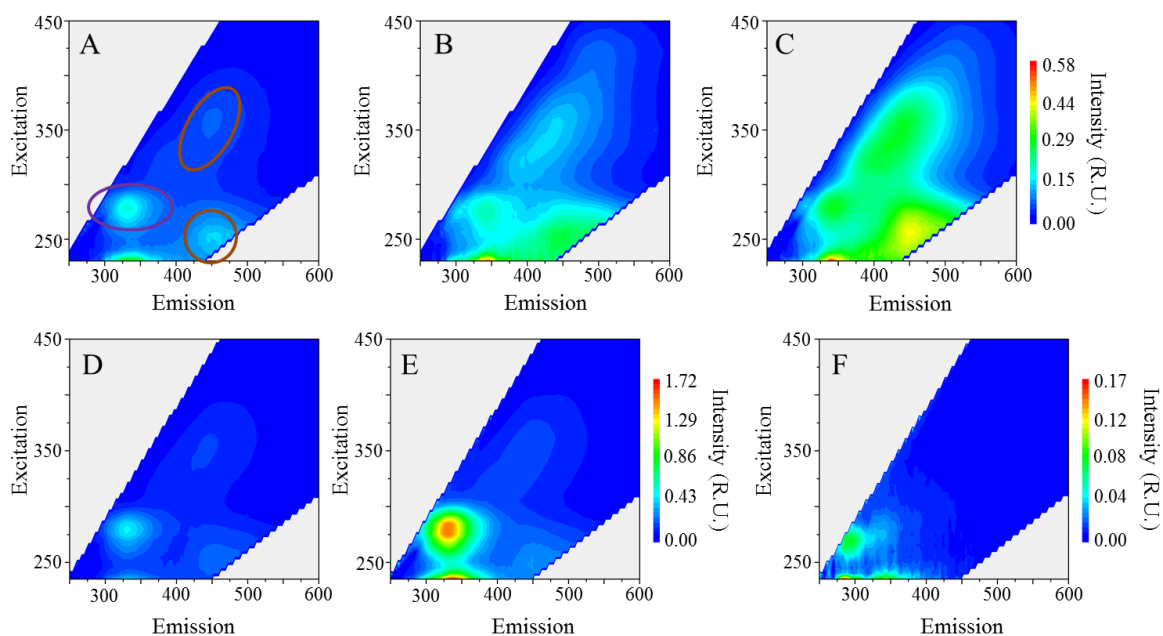 A
B
C
450
350
250
Excitation
300 400 500 600
Emission
450
350
250
Excitation
300 400 500 600
Emission
450
350
250
Excitation
300 400 500 600
Emission
0.58
0.44
0.29
0.15
0.00
Intensity (R.U.)
D
E
F
450
350
250
Excitation
300 400 500 600
Emission
450
350
250
Excitation
300 400 500 600
Emission
1.72
1.29
0.86
0.43
0.00
Intensity (R.U.)
450
350
250
Excitation
300 400 500 600
Emission
0.17
0.13
0.08
0.04
0.00
Intensity (R.U.)